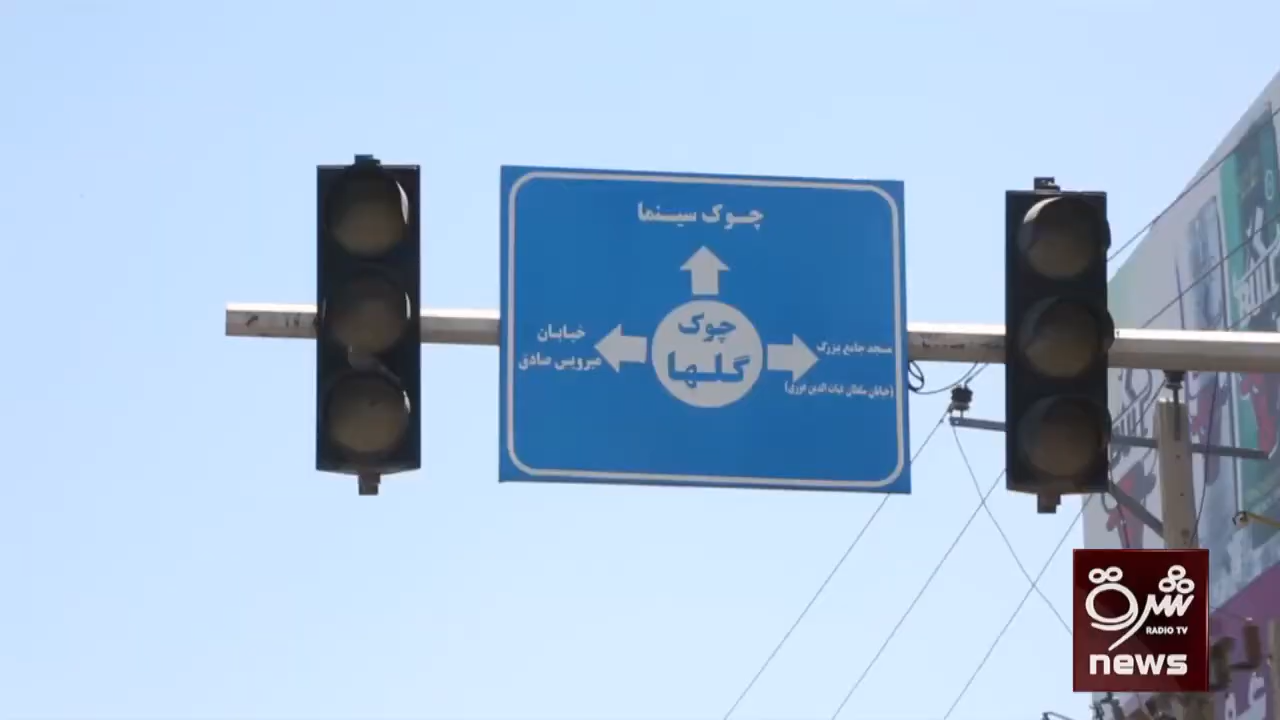 چوک سینما
چوک
گلها
مسجد جامع بزرگ
(خیابان سلطان غیاث الدین غوری)
خیابان
میرویس صادق
شرق
RADIO TV
news